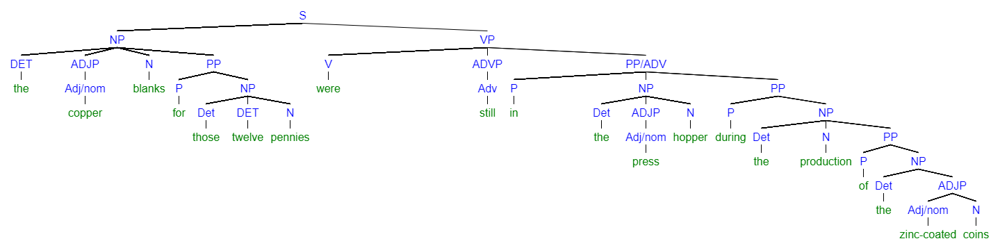 S
NP VP
DET ADJP N PP V ADVP PP/ADV
the Adj/nom blanks P NP were Adv P NP PP
copper for Det DET N still in Det ADJP N P NP
those twelve pennies the Adj/nom hopper during Det N PP
press the production P NP
of Det ADJP
the Adj/nom N
zinc-coated coins